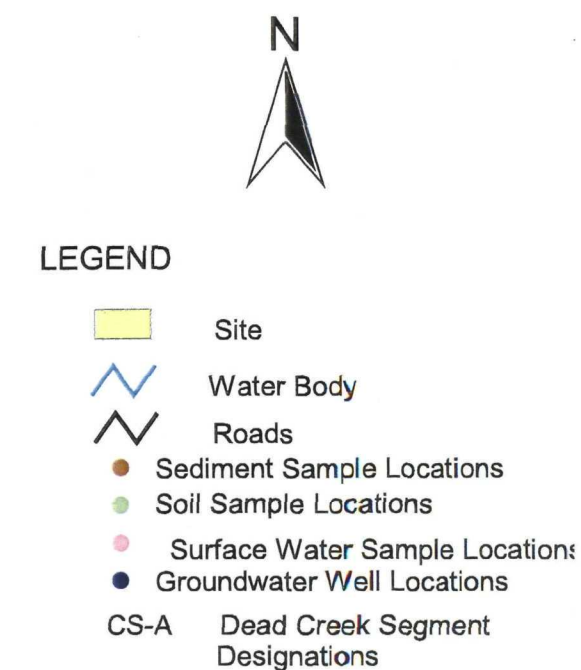 N
LEGEND
Site
Water Body
Roads
Sediment Sample Locations
Soil Sample Locations
Surface Water Sample Locations
Groundwater Well Locations
CS-A Dead Creek Segment
Designations